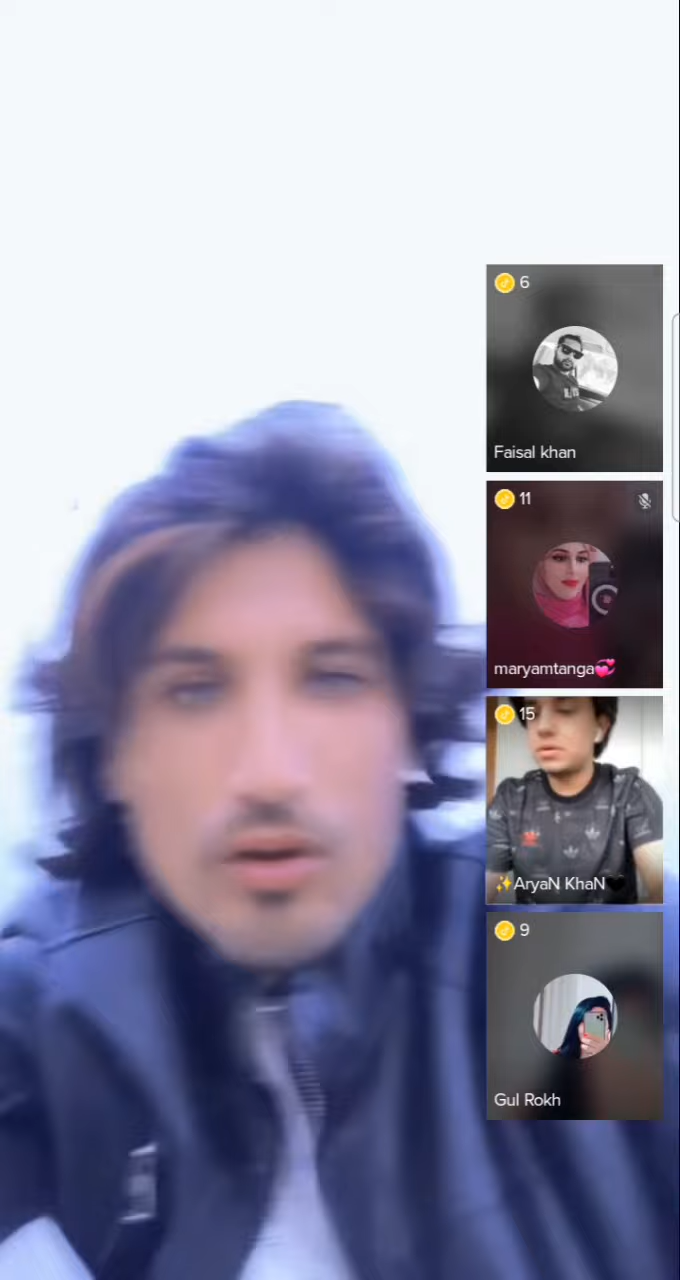 6
Faisal khan
11
maryamtanga💞
15
✨AryaN KhaN🖤
9
Gul Rokh